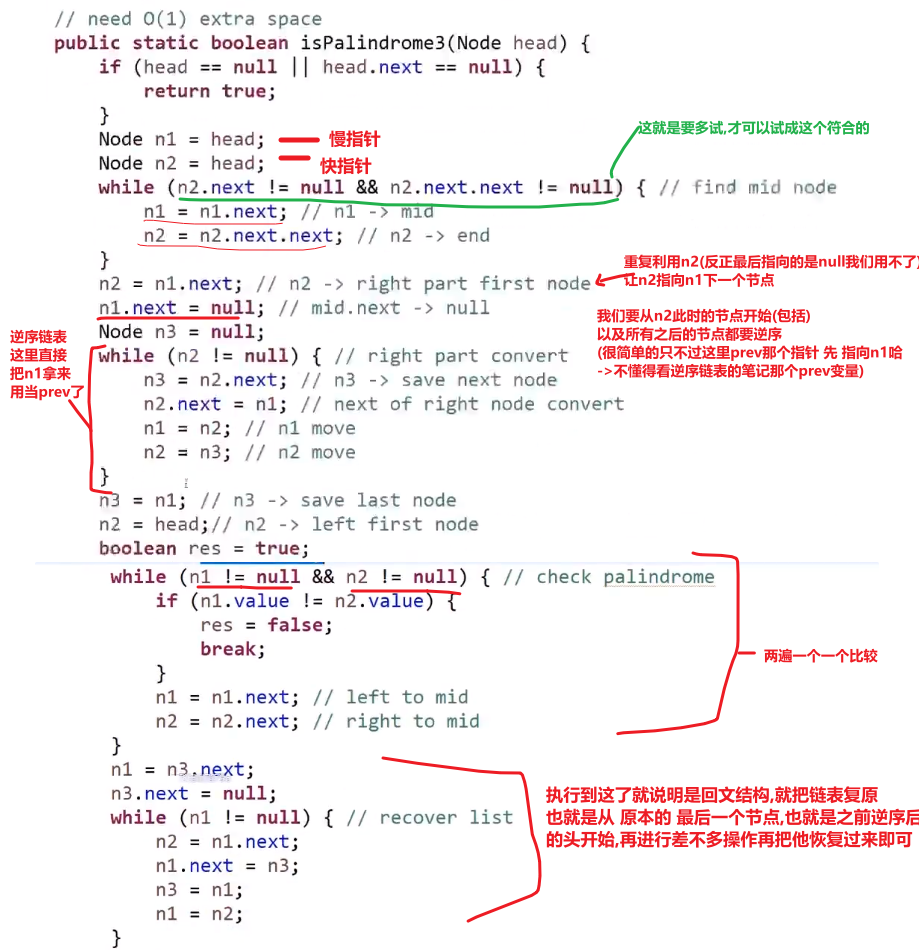 // need O(1) extra space
public static boolean isPalindrome3(Node head) {
if (head == null || head.next == null) {
return true;
}
Node n1 = head; 慢指针
Node n2 = head; 快指针
这就是要多试,才可以试成这个符合的
while (n2.next != null && n2.next.next != null) { // find mid node
n1 = n1.next; // n1 -> mid
n2 = n2.next.next; // n2 -> end
}
n2 = n1.next; // n2 -> right part first node
重复利用n2(反正最后指向的是null我们用不了)
让n2指向n1下一个节点
n1.next = null; // mid.next -> null
Node n3 = null;
我们要从n2此时的节点开始(包括)
以及所有之后的节点都要逆序
(很简单的只不过这里prev那个指针 先 指向n1哈
->不懂得看逆序链表的笔记那个prev变量)
逆序链表
这里直接
把n1拿来
用当prev了
while (n2 != null) { // right part convert
n3 = n2.next; // n3 -> save next node
n2.next = n1; // next of right node convert
n1 = n2; // n1 move
n2 = n3; // n2 move
}
n3 = n1; // n3 -> save last node
n2 = head;// n2 -> left first node
boolean res = true;
while (n1 != null && n2 != null) { // check palindrome
if (n1.value != n2.value) {
res = false;
break;
}
两遍一个一个比较
n1 = n1.next; // left to mid
n2 = n2.next; // right to mid
}
n1 = n3.next;
n3.next = null;
while (n1 != null) { // recover list
n2 = n1.next;
n1.next = n3;
n3 = n1;
n1 = n2;
}
执行到这了就说明是回文结构,就把链表复原
也就是从 原本的 最后一个节点,也就是之前逆序后
的头开始,再进行差不多操作再把他恢复过来即可